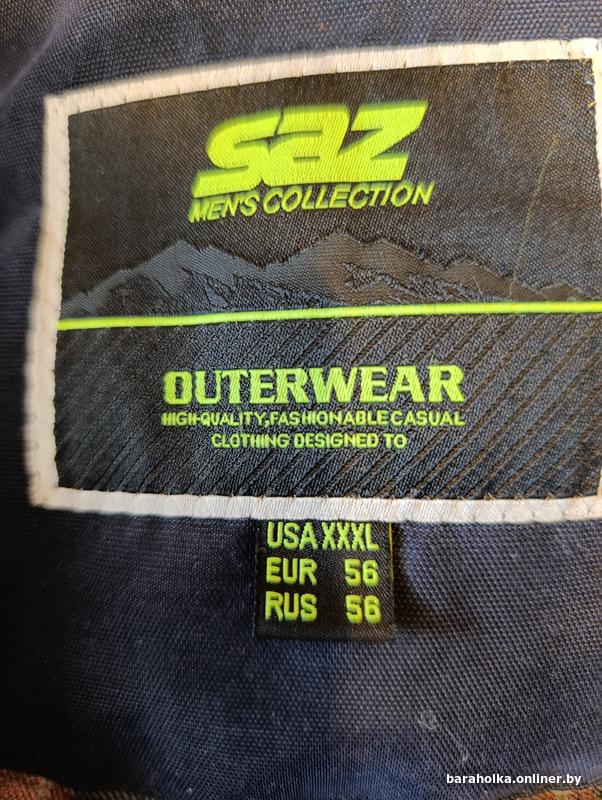 saz
MEN'S COLLECTION
OUTERWEAR
HIGH-QUALITY,FASHIONABLE CASUAL
CLOTHING DESIGNED TO
USA XXXL
EUR 56
RUS 56
baraholka.onliner.by